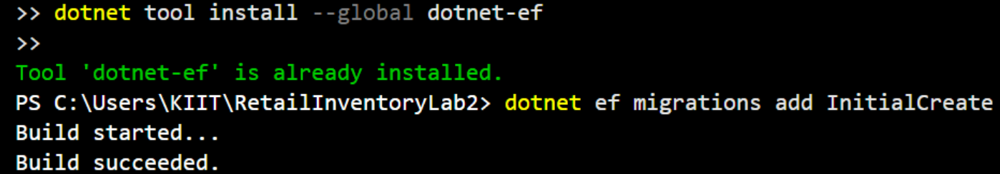 >> dotnet tool install --global dotnet-ef
>>
Tool 'dotnet-ef' is already installed.
PS C:\Users\KIIT\RetailInventoryLab2> dotnet ef migrations add InitialCreate
Build started...
Build succeeded.